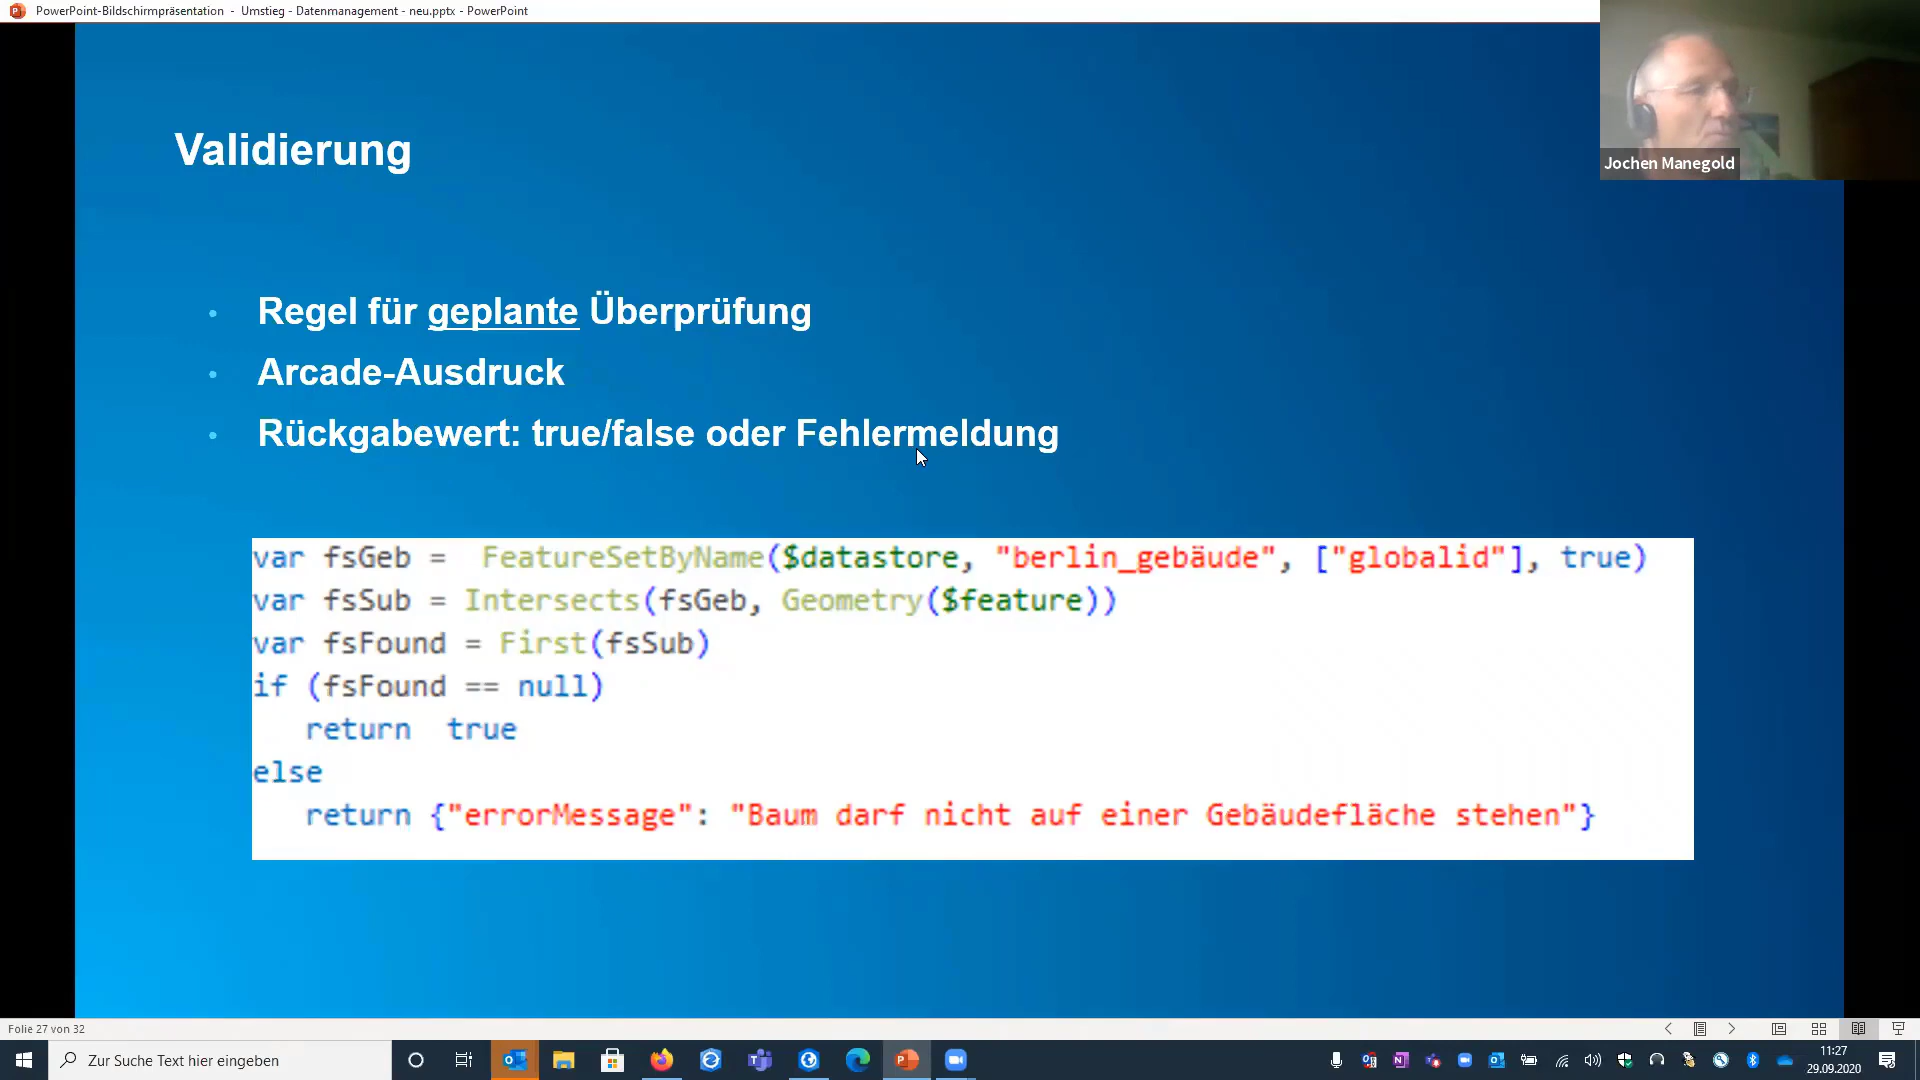 PowerPoint-Bildschirmpräsentation - Umstieg - Datenmanagement - neu.pptx - PowerPoint
Jochen Manegold
Validierung
• Regel für geplante Überprüfung
• Arcade-Ausdruck
• Rückgabewert: true/false oder Fehlermeldung
var fsGeb =  FeatureSetByName($datastore, "berlin_gebäude", ["globalid"], true)
var fsSub = Intersects(fsGeb, Geometry($feature))
var fsFound = First(fsSub)
if (fsFound == null)
   return  true
else
   return {"errorMessage": "Baum darf nicht auf einer Gebäudefläche stehen"}
Folie 27 von 32
Zur Suche Text hier eingeben
11:27
29.09.2020